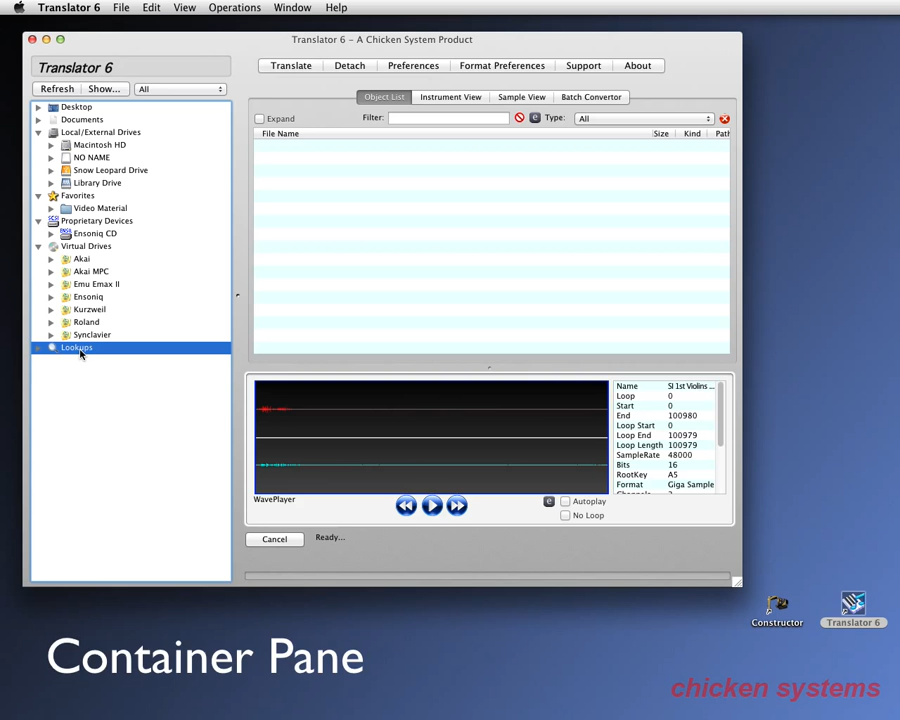 Translator 6 File Edit View Operations Window Help
Translator 6 – A Chicken System Product
Translator 6
Translate Detach Preferences Format Preferences Support About
Refresh Show... All
Object List Instrument View Sample View Batch Convertor
Expand Filter: e Type: All
File Name Size Kind Path
Desktop
Documents
Local/External Drives
Macintosh HD
NO NAME
Snow Leopard Drive
Library Drive
Favorites
Video Material
Proprietary Devices
Ensoniq CD
Virtual Drives
Akai
Akai MPC
Emu Emax II
Ensoniq
Kurzweil
Roland
Synclavier
Lookups
Name SI 1st Violins ...
Loop 0
Start 0
End 100980
Loop Start 0
Loop End 100979
Loop Length 100979
SampleRate 48000
Bits 16
RootKey A5
Format Giga Sample
WavePlayer
e Autoplay
No Loop
Cancel Ready...
Constructor Translator 6
Container Pane
chicken systems